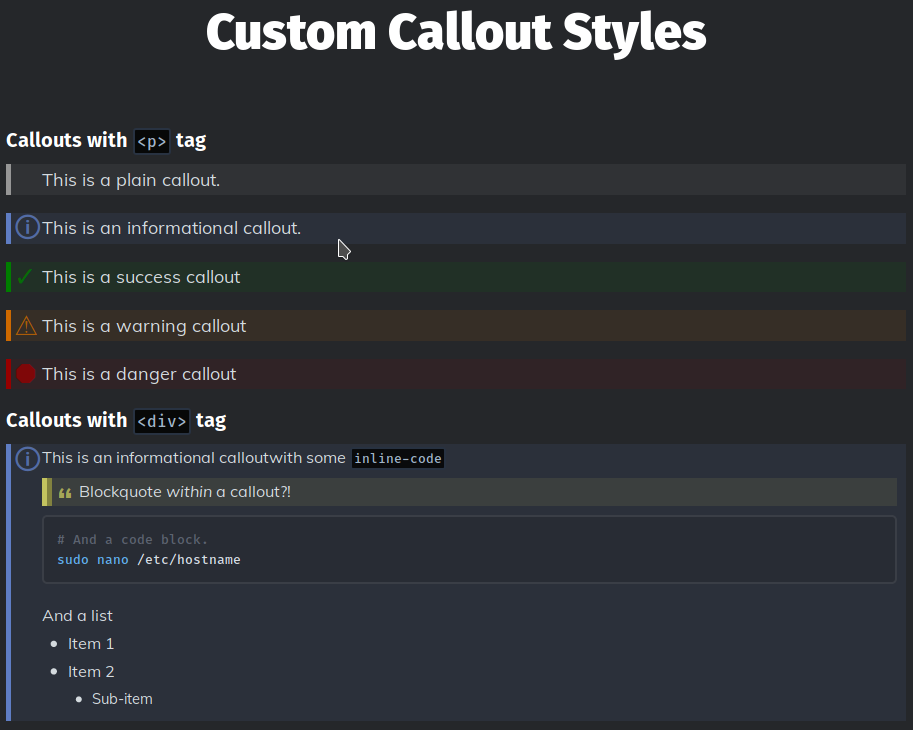 Custom Callout Styles
Callouts with <p> tag
This is a plain callout.
This is an informational callout.
This is a success callout
This is a warning callout
This is a danger callout
Callouts with <div> tag
This is an informational calloutwith some inline-code
Blockquote within a callout?!
# And a code block.
sudo nano /etc/hostname
And a list
Item 1
Item 2
Sub-item